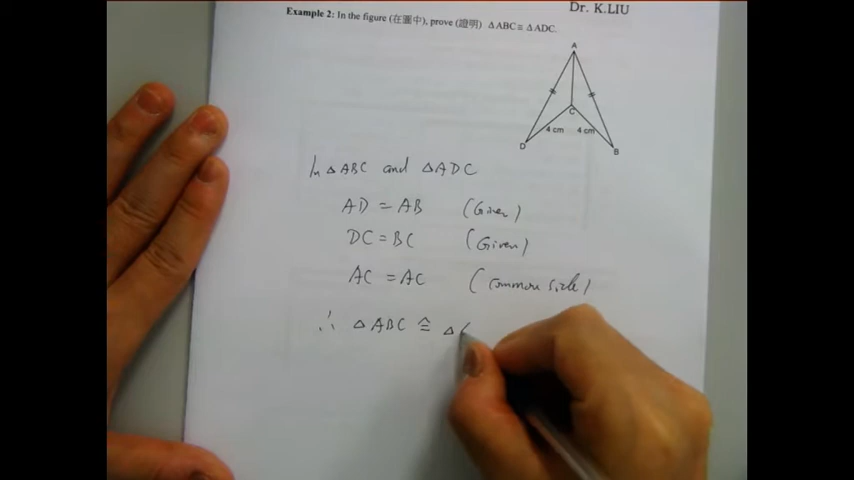 Dr. K.LIU
Example 2: In the figure (在圖中), prove (證明) ΔABC≅ ΔADC.
A
C
4 cm 4 cm
D
B
In ΔABC and ΔADC
AD = AB (Given)
DC = BC (Given)
AC = AC (Common side)
∴ ΔABC ≅ Δ